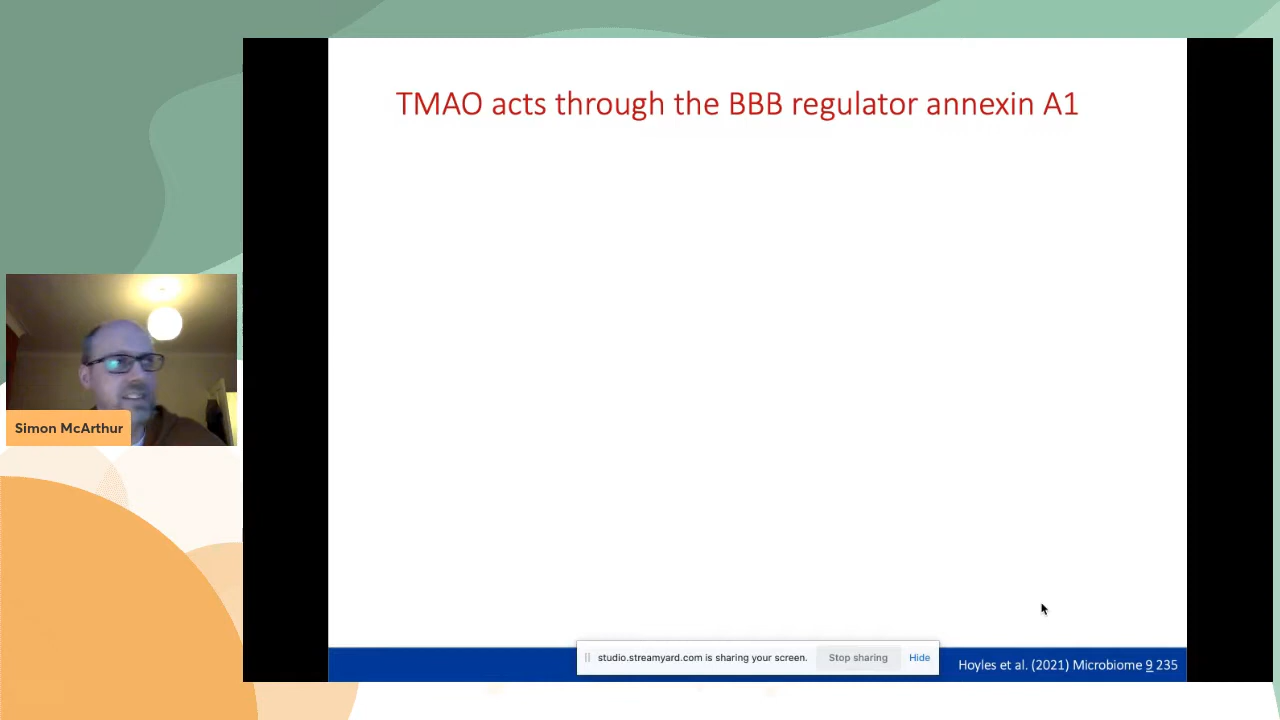 TMAO acts through the BBB regulator annexin A1
Simon McArthur
studio.streamyard.com is sharing your screen.
Stop sharing
Hide
Hoyles et al. (2021) Microbiome 9 235